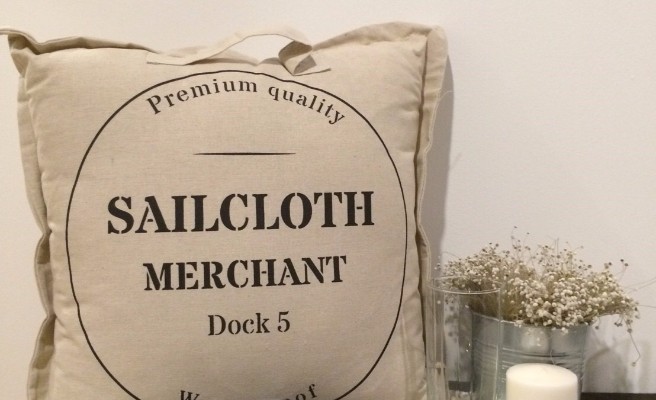 Premium quality
SAILCLOTH
MERCHANT
Dock 5